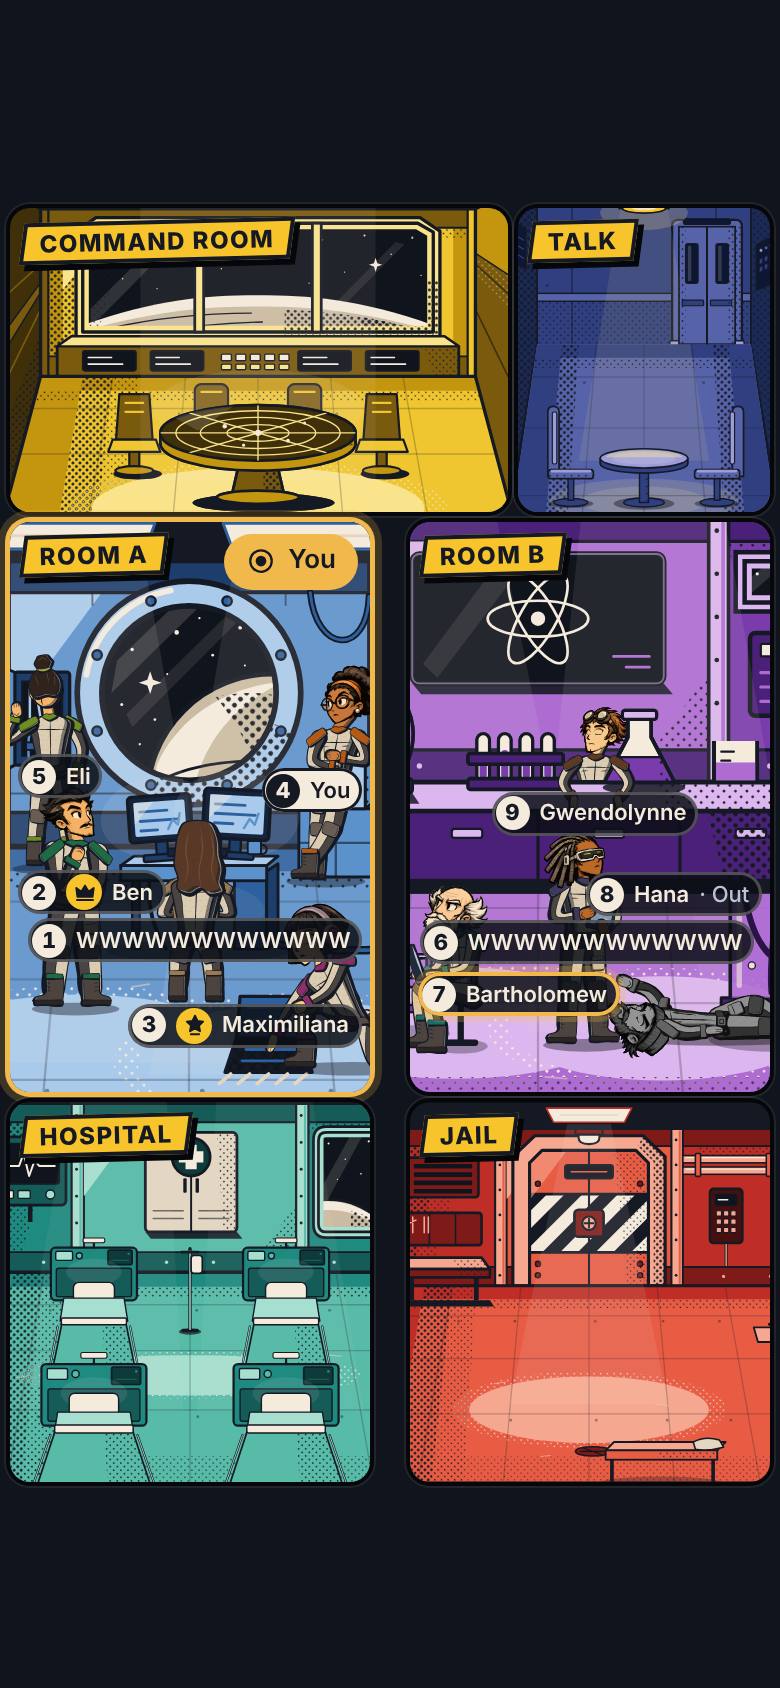 COMMAND ROOM
TALK
ROOM A
You
ROOM B
5 Eli
4 You
9 Gwendolynne
2 Ben
8 Hana · Out
1 WWWWWWWWWWWW
6 WWWWWWWWWWWW
7 Bartholomew
3 Maximiliana
HOSPITAL
JAIL